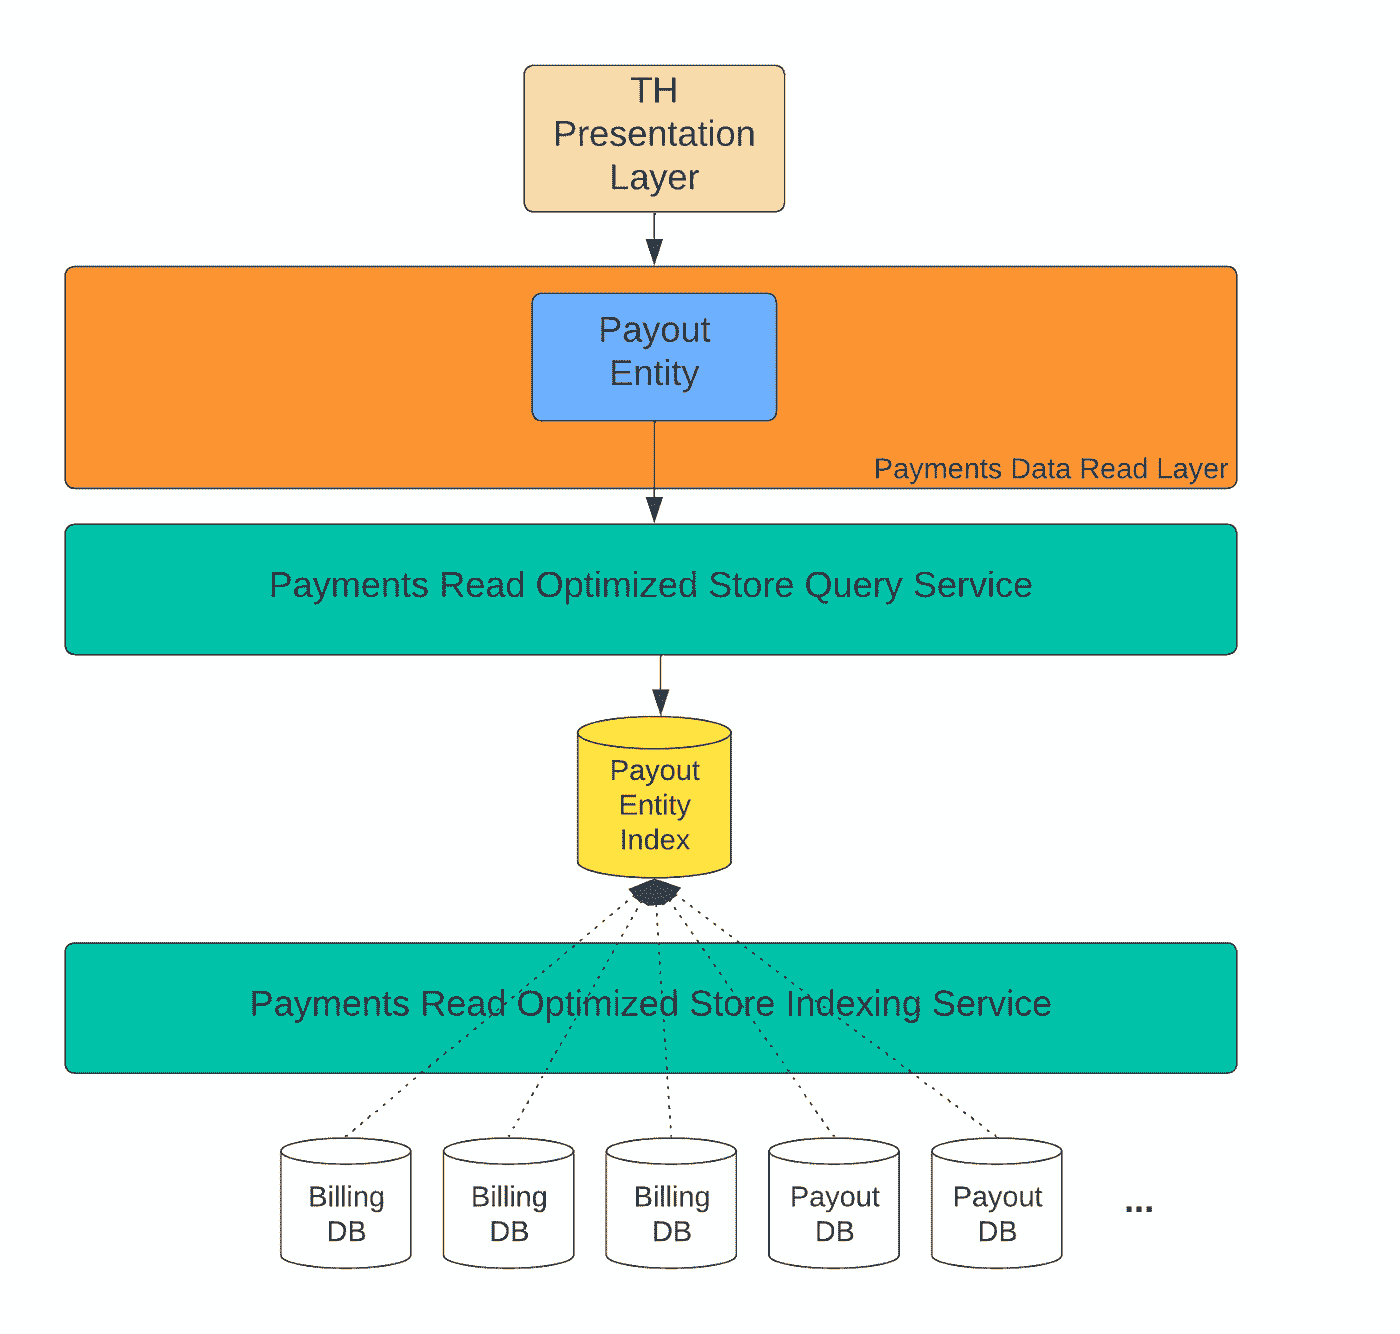 TH
Presentation
Layer
Payout
Entity
Payments Data Read Layer
Payments Read Optimized Store Query Service
Payout
Entity
Index
Payments Read Optimized Store Indexing Service
Billing
DB
Billing
DB
Billing
DB
Payout
DB
Payout
DB
...